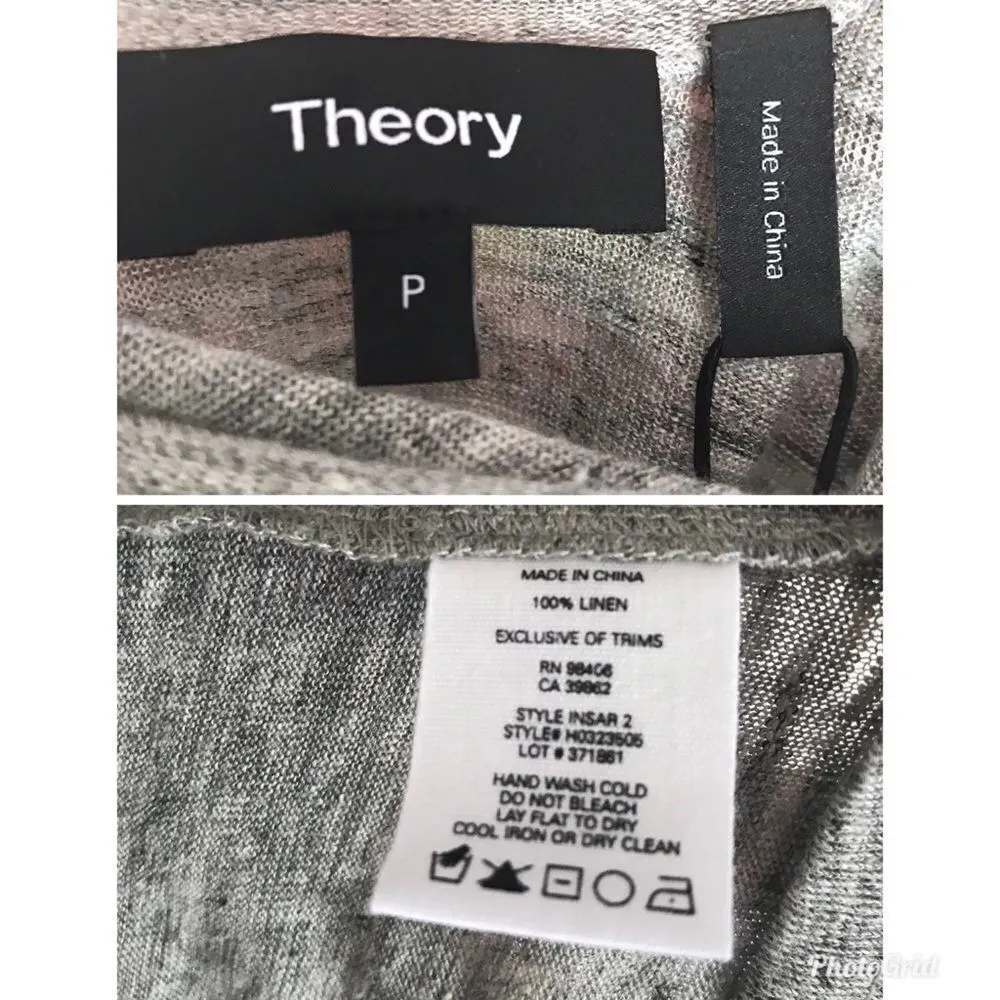 Theory
P
Made in China
MADE IN CHINA
100% LINEN
EXCLUSIVE OF TRIMS
RN 98406
CA 39862
STYLE INSAR 2
STYLE# H0323505
LOT # 371861
HAND WASH COLD
DO NOT BLEACH
LAY FLAT TO DRY
COOL IRON OR DRY CLEAN
PhotoGrid